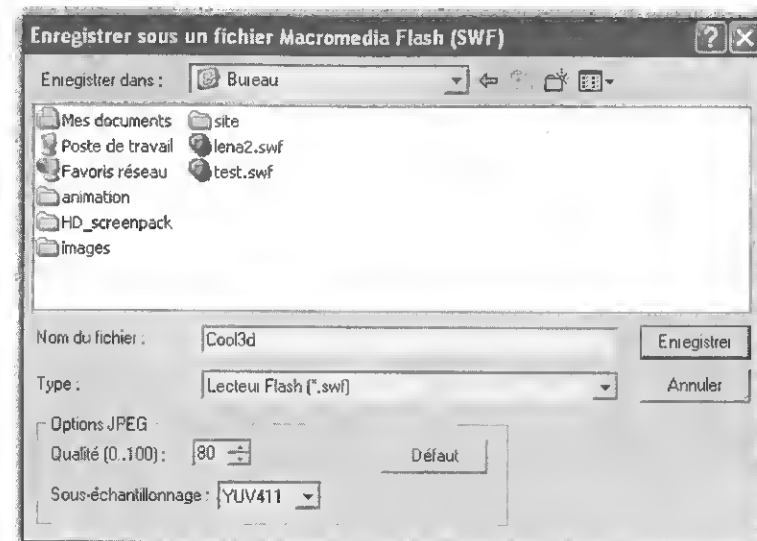 Enregistrer sous un fichier Macromedia Flash (SWF)
Enregistrer dans : Bureau
Mes documents
Poste de travail
Favoris réseau
animation
HD_screenpack
images
site
lena2.swf
test.swf
Nom du fichier : Cool3d Enregistrer
Type : Lecteur Flash (*.swf) Annuler
Options JPEG
Qualité (0..100) : 80 Défaut
Sous-échantillonnage : YUV411